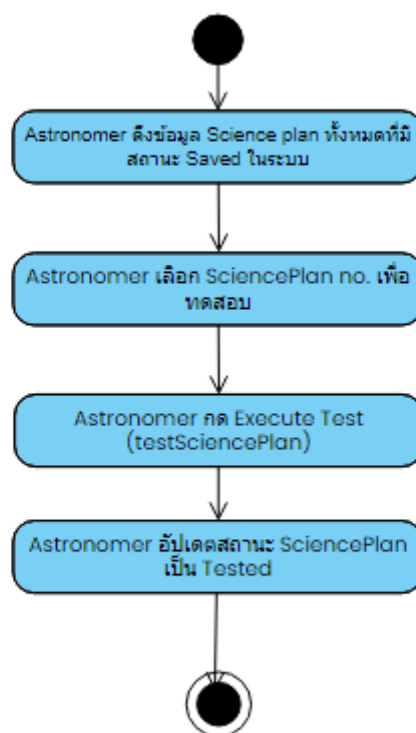 Astronomer ดึงข้อมูล Science plan ทั้งหมดที่มี
สถานะ Saved ในระบบ
Astronomer เลือก SciencePlan no. เพื่อ
ทดสอบ
Astronomer กด Execute Test
(testSciencePlan)
Astronomer อัปเดตสถานะ SciencePlan
เป็น Tested